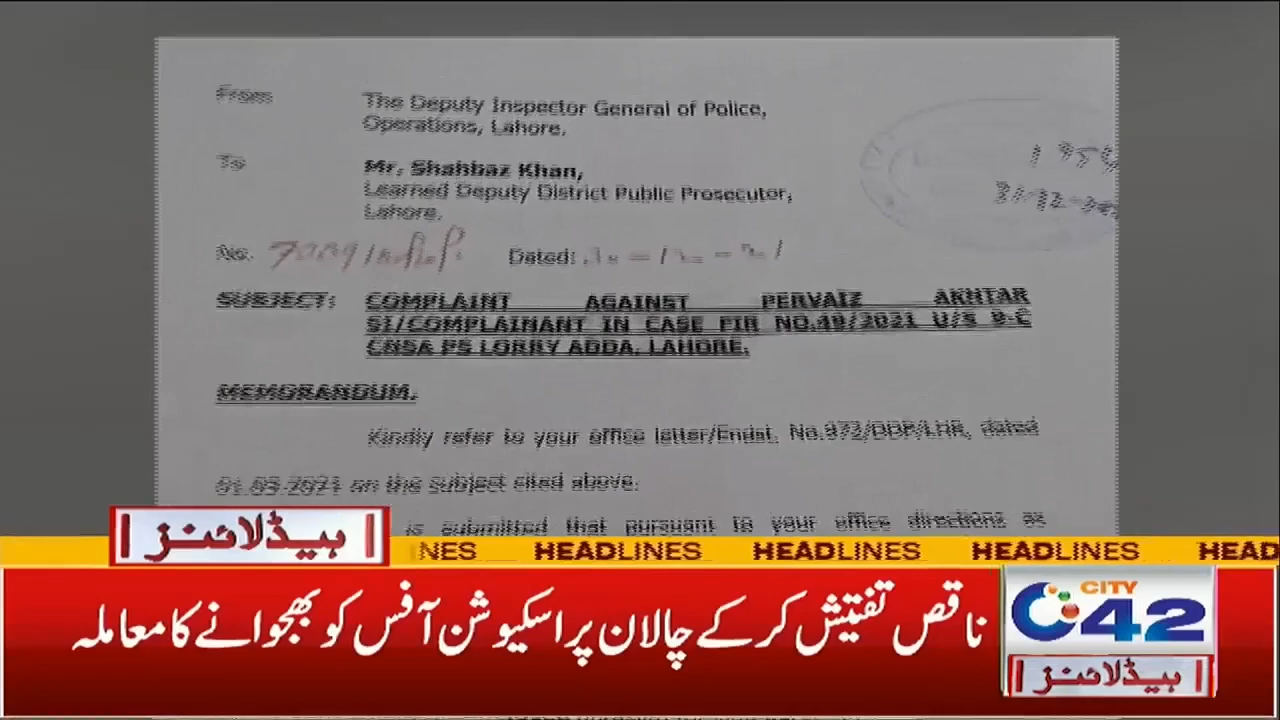 From
The Deputy Inspector General of Police,
Operations, Lahore.
To
Mr. Shahbaz Khan,
Learned Deputy District Public Prosecutor,
Lahore.
No.
Dated:
SUBJECT: COMPLAINT AGAINST PERVAIZ AKHTAR
SI/COMPLAINANT IN CASE FIR NO.49/2021 U/S 9-C
CNSA PS LORRY ADDA, LAHORE.
MEMORANDUM.
Kindly refer to your office letter/Endst. No.972/DDP/LHR, dated
on the subject cited above.
is submitted that pursuant to your office directions as
ہیڈلائنز
NES HEADLINES HEADLINES HEADLINES HEAD
ناقص تفتیش کر کے چالان پراسکیوشن آفس کو بھجوانے کا معاملہ
CITY
42
ہیڈلائنز